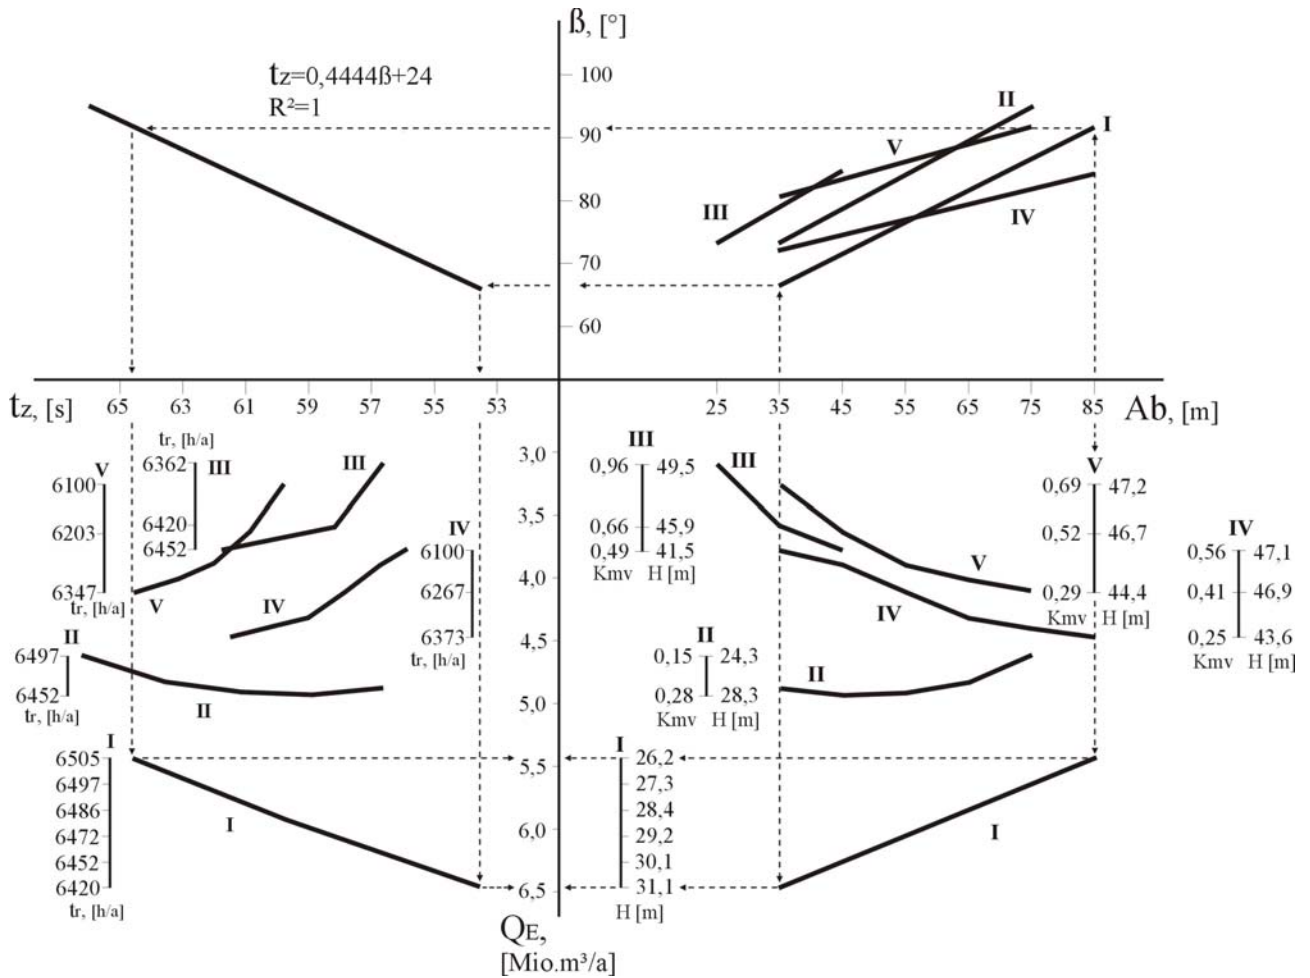 ß, [°]
tz=0,4444ß+24
R²=1
100
90
80
70
60
II
I
V
III
IV
tz, [s]
65
63
61
59
57
55
53
25
35
45
55
65
75
85
Ab, [m]
tr, [h/a]
V
6100
6203
6347
tr, [h/a]
6362
6420
6452
III
III
V
IV
IV
6100
6267
6373
tr, [h/a]
II
6497
6452
tr, [h/a]
II
I
6505
6497
6486
6472
6452
6420
tr, [h/a]
I
3,0
3,5
4,0
4,5
5,0
5,5
6,0
6,5
QE,
[Mio.m³/a]
III
0,96 49,5
0,66 45,9
0,49 41,5
Kmv H [m]
III
V
IV
V
0,69 47,2
0,52 46,7
0,29 44,4
Kmv H [m]
IV
0,56 47,1
0,41 46,9
0,25 43,6
Kmv H [m]
II
0,15 24,3
0,28 28,3
Kmv H [m]
II
I
26,2
27,3
28,4
29,2
30,1
31,1
H [m]
I